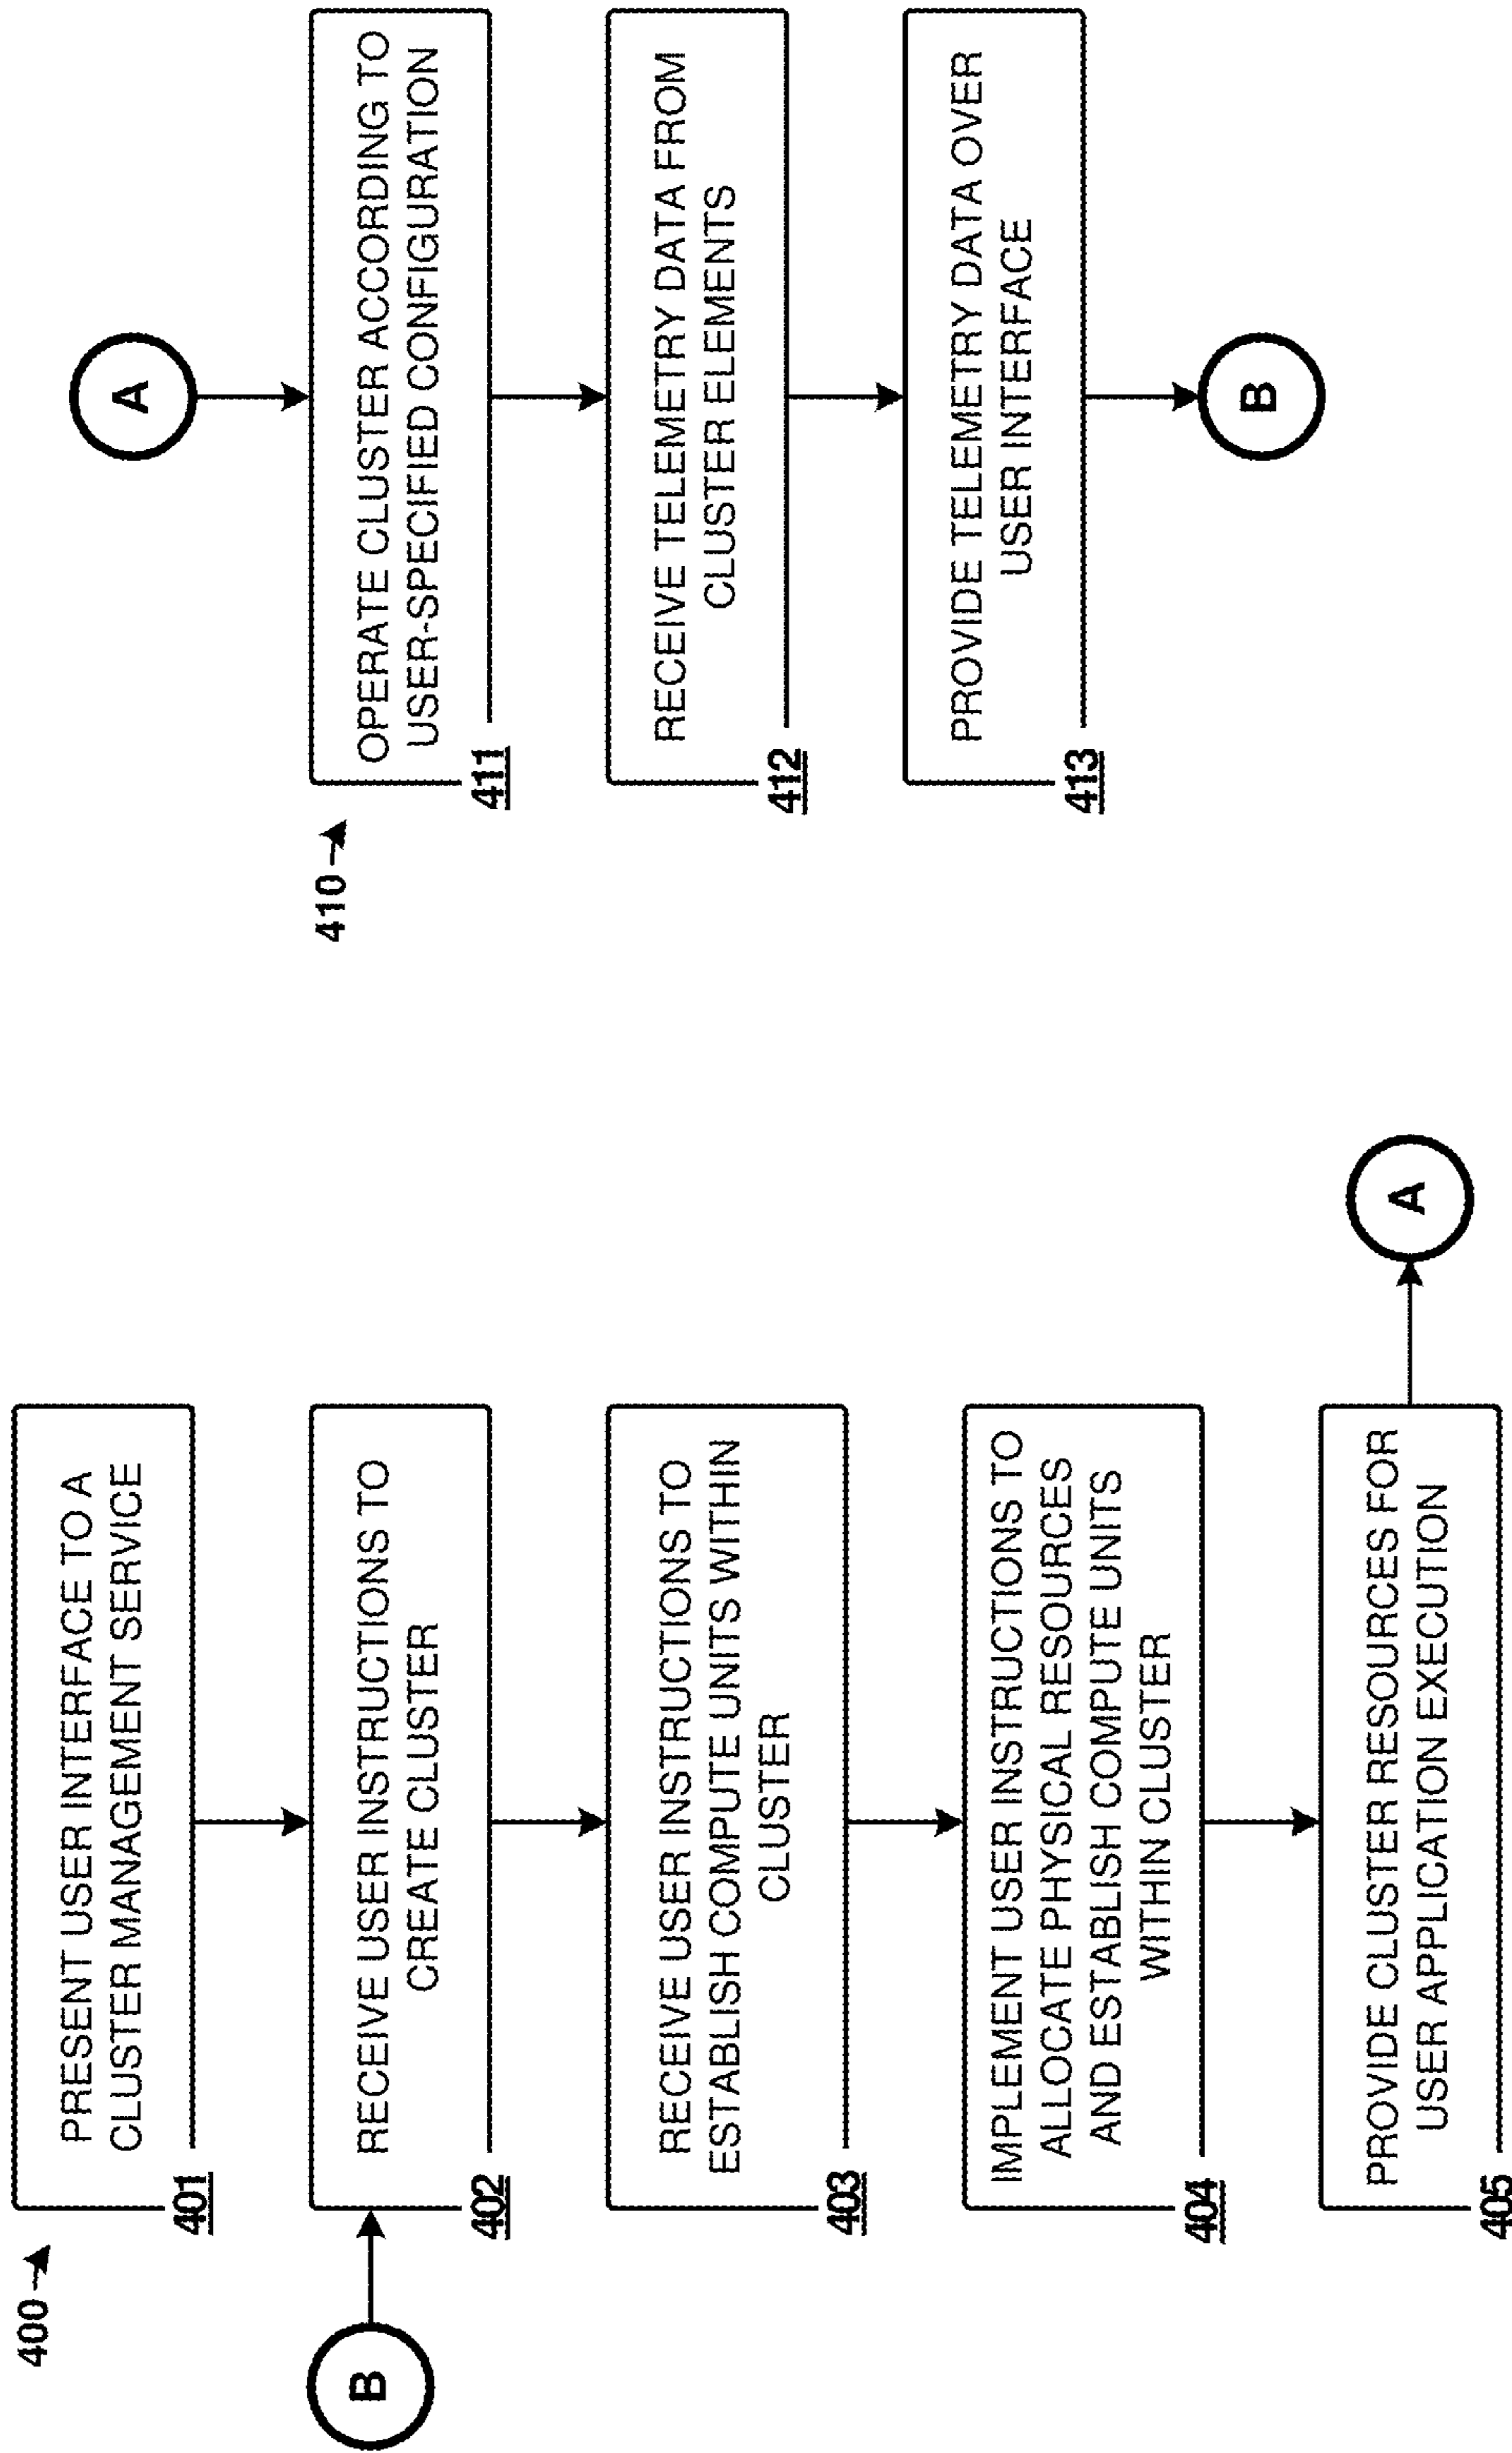 400
PRESENT USER INTERFACE TO A
CLUSTER MANAGEMENT SERVICE
401
B
RECEIVE USER INSTRUCTIONS TO
CREATE CLUSTER
402
RECEIVE USER INSTRUCTIONS TO
ESTABLISH COMPUTE UNITS WITHIN
CLUSTER
403
IMPLEMENT USER INSTRUCTIONS TO
ALLOCATE PHYSICAL RESOURCES
AND ESTABLISH COMPUTE UNITS
WITHIN CLUSTER
404
PROVIDE CLUSTER RESOURCES FOR
USER APPLICATION EXECUTION
405
A
410
A
OPERATE CLUSTER ACCORDING TO
USER-SPECIFIED CONFIGURATION
411
RECEIVE TELEMETRY DATA FROM
CLUSTER ELEMENTS
412
PROVIDE TELEMETRY DATA OVER
USER INTERFACE
413
B